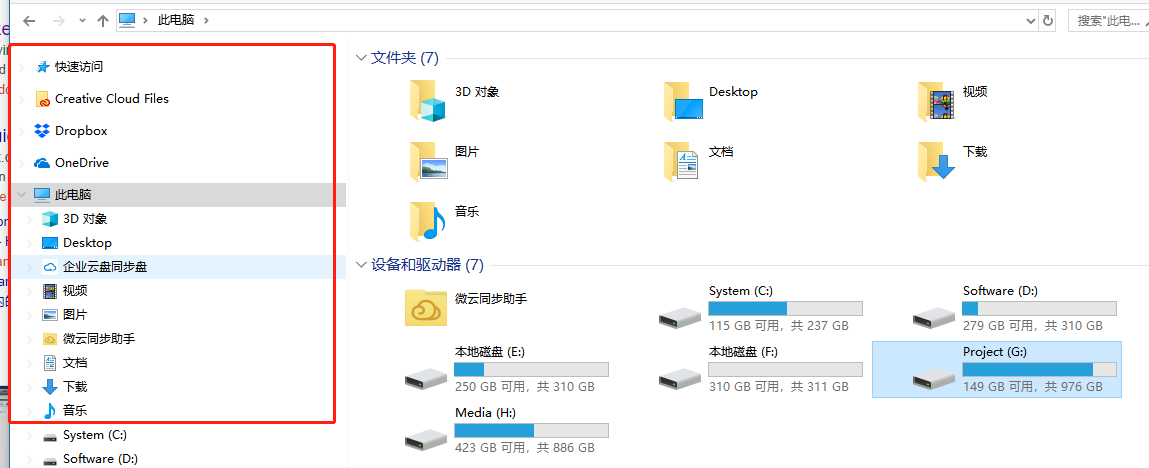 此电脑
搜索"此电...
快速访问
Creative Cloud Files
Dropbox
OneDrive
此电脑
3D 对象
Desktop
企业云盘同步盘
视频
图片
微云同步助手
文档
下载
音乐
System (C:)
Software (D:)
文件夹 (7)
3D 对象
Desktop
视频
图片
文档
下载
音乐
设备和驱动器 (7)
微云同步助手
System (C:)
115 GB 可用，共 237 GB
Software (D:)
279 GB 可用，共 310 GB
本地磁盘 (E:)
250 GB 可用，共 310 GB
本地磁盘 (F:)
310 GB 可用，共 311 GB
Project (G:)
149 GB 可用，共 976 GB
Media (H:)
423 GB 可用，共 886 GB